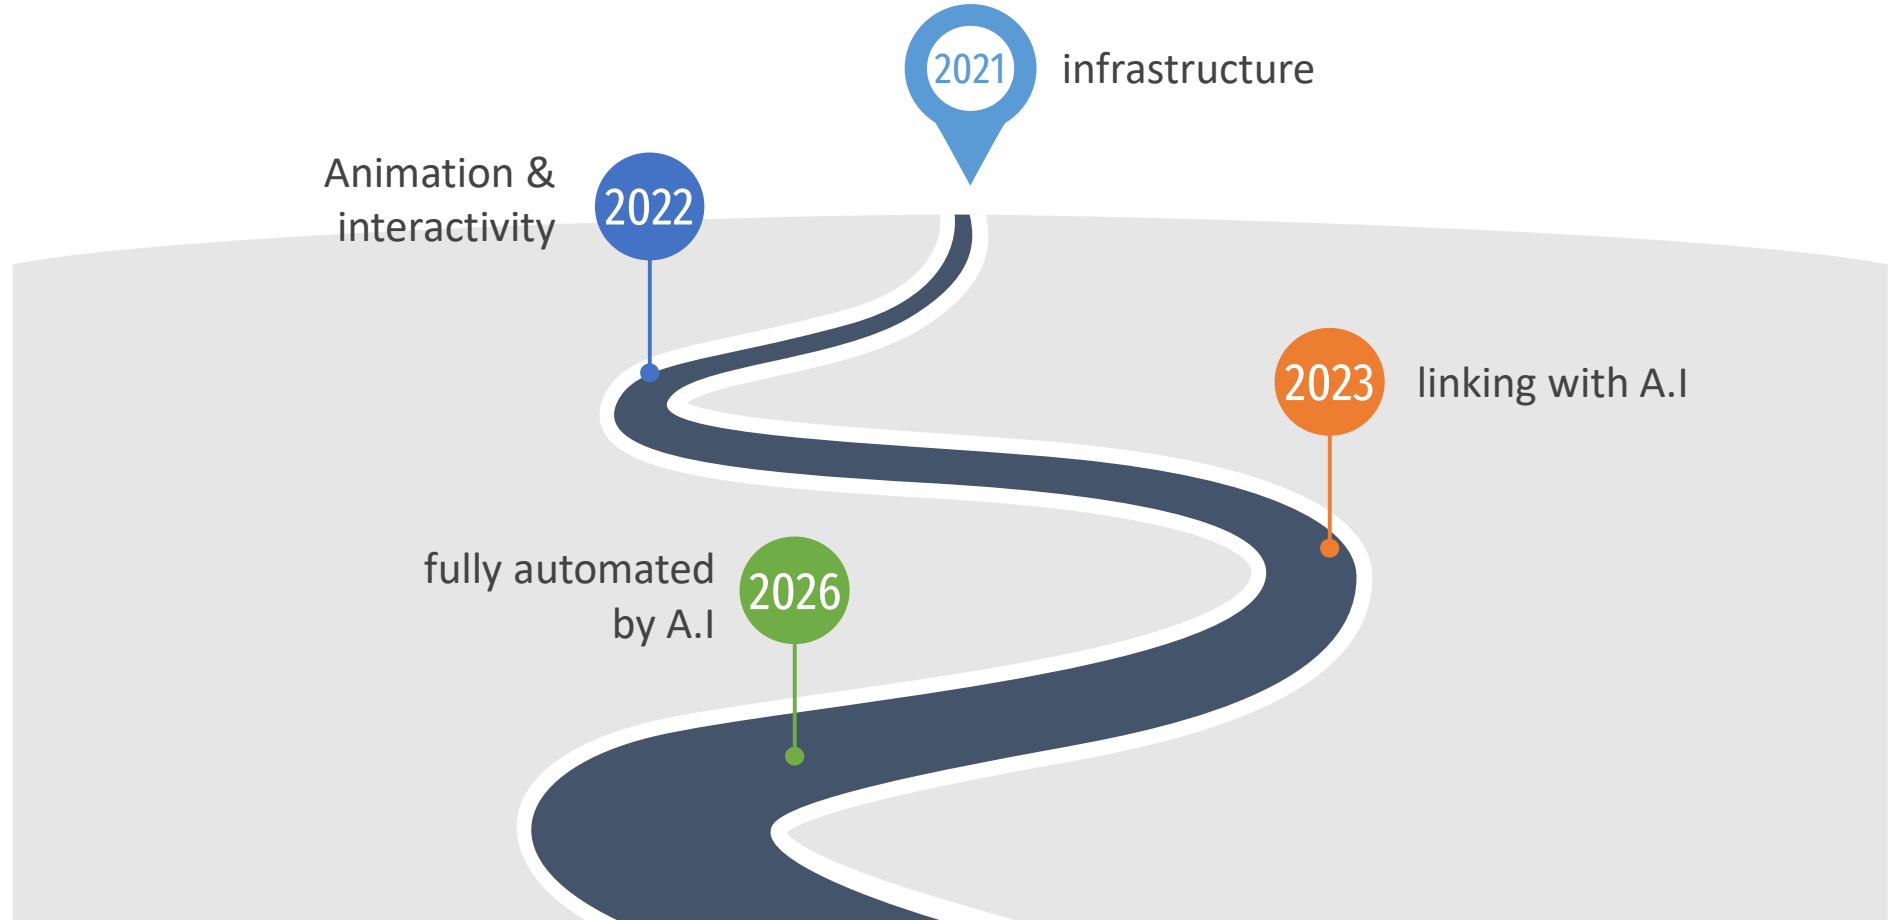 2021
infrastructure
Animation &
interactivity
2022
2023
linking with A.I
fully automated
by A.I
2026